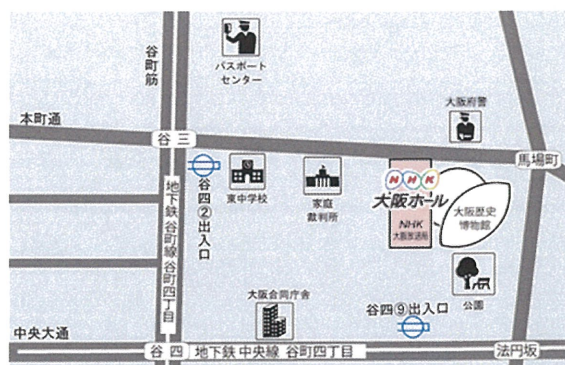 谷町筋
パスポート
センター
本町通
谷三
大阪府警
馬場町
谷四②出入口
東中学校
家庭
裁判所
NHK
大阪ホール
NHK
大阪放送局
大阪歴史
博物館
地下鉄 谷町線 谷町四丁目
大阪合同庁舎
谷四⑨出入口
公園
中央大通
谷四
地下鉄 中央線 谷町四丁目
法円坂